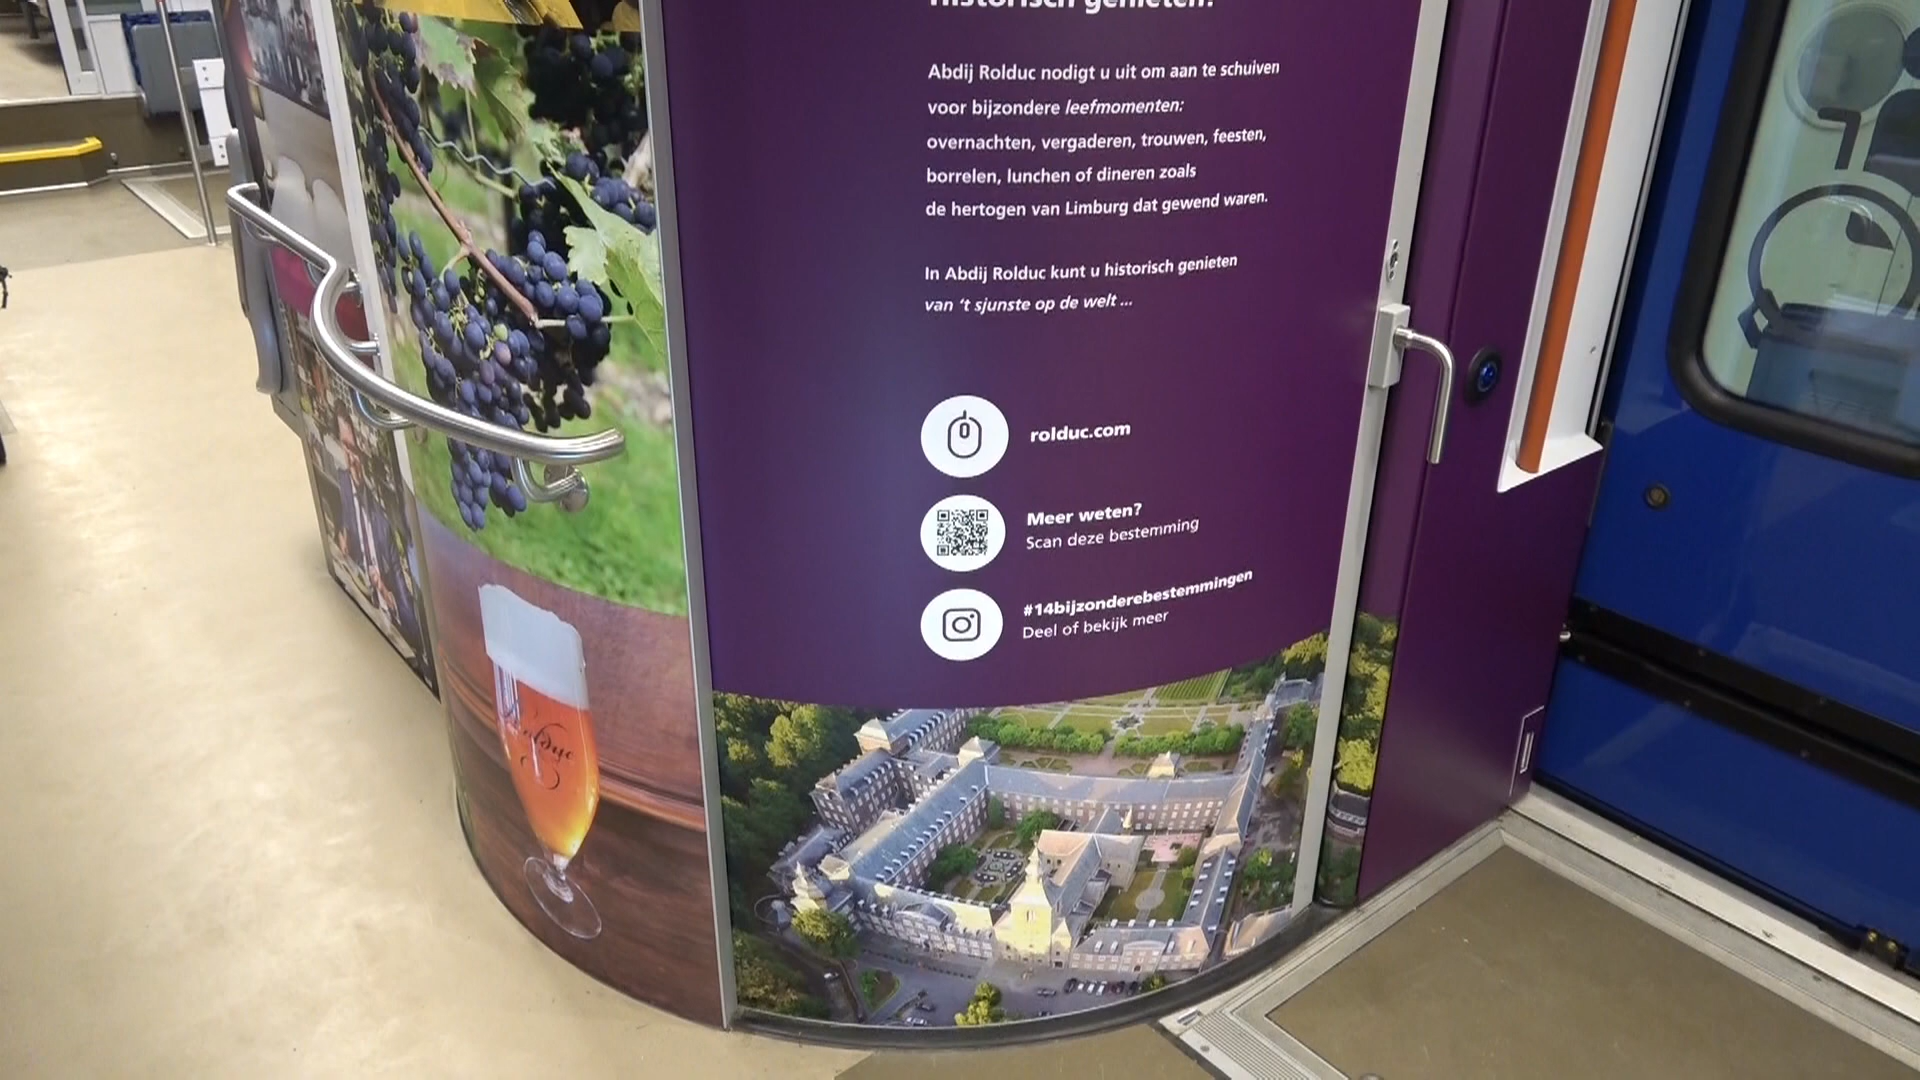 Historisch genieten!
Abdij Rolduc nodigt u uit om aan te schuiven
voor bijzondere leefmomenten:
overnachten, vergaderen, trouwen, feesten,
borrelen, lunchen of dineren zoals
de hertogen van Limburg dat gewend waren.
In Abdij Rolduc kunt u historisch genieten
van ‘t sjunste op de welt ...
rolduc.com
Meer weten?
Scan deze bestemming
#14bijzonderebestemmingen
Deel of bekijk meer
Rolduc